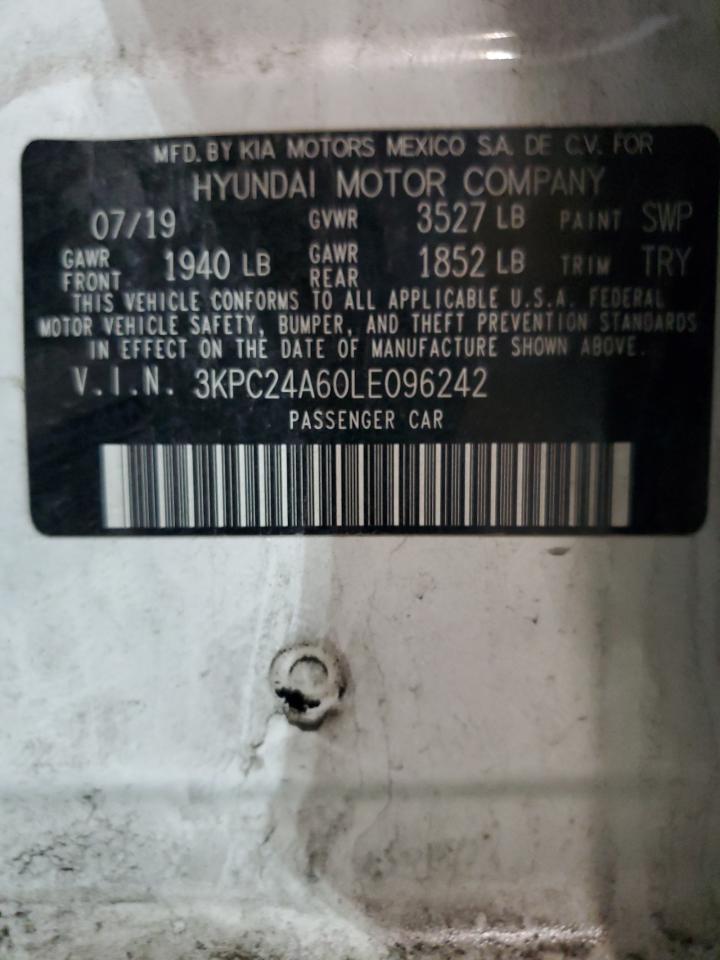 MFD. BY KIA MOTORS MEXICO S.A. DE C.V. FOR
HYUNDAI MOTOR COMPANY
07/19 GVWR 3527 LB PAINT SWP
GAWR FRONT 1940 LB GAWR REAR 1852 LB TRIM TRY
THIS VEHICLE CONFORMS TO ALL APPLICABLE U.S.A. FEDERAL
MOTOR VEHICLE SAFETY, BUMPER, AND THEFT PREVENTION STANDARDS
IN EFFECT ON THE DATE OF MANUFACTURE SHOWN ABOVE.
V.I.N. 3KPC24A60LE096242
PASSENGER CAR